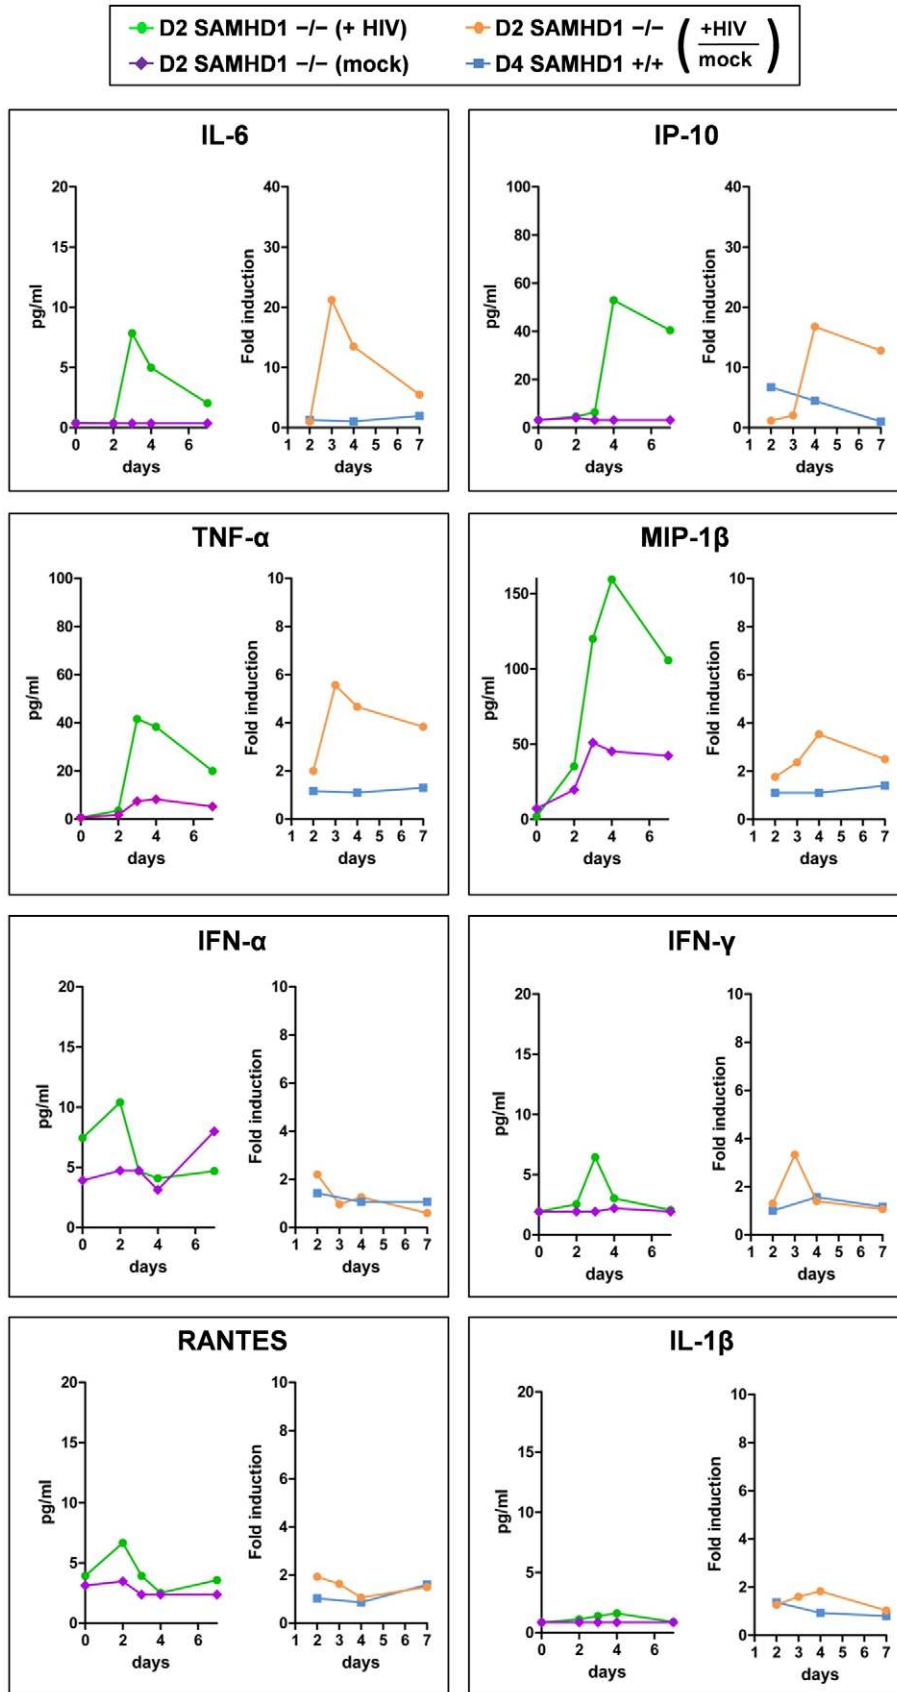 D2 SAMHD1 −/− (+ HIV)
D2 SAMHD1 −/− (mock)
D2 SAMHD1 −/−
D4 SAMHD1 +/+
( +HIV
mock )
IL-6
pg/ml
20
15
10
5
0
0 2 4 6
days
Fold induction
40
30
20
10
0
1 2 3 4 5 6 7
days
IP-10
pg/ml
100
80
60
40
20
0
0 2 4 6
days
Fold induction
40
30
20
10
0
1 2 3 4 5 6 7
days
TNF-α
pg/ml
100
80
60
40
20
0
0 2 4 6
days
Fold induction
10
8
6
4
2
0
1 2 3 4 5 6 7
days
MIP-1β
pg/ml
150
100
50
0
0 2 4 6
days
Fold induction
10
8
6
4
2
0
1 2 3 4 5 6 7
days
IFN-α
pg/ml
20
15
10
5
0
0 2 4 6
days
Fold induction
10
8
6
4
2
0
1 2 3 4 5 6 7
days
IFN-γ
pg/ml
20
15
10
5
0
0 2 4 6
days
Fold induction
10
8
6
4
2
0
1 2 3 4 5 6 7
days
RANTES
pg/ml
20
15
10
5
0
0 2 4 6
days
Fold induction
10
8
6
4
2
0
1 2 3 4 5 6 7
days
IL-1β
pg/ml
20
15
10
5
0
0 2 4 6
days
Fold induction
10
8
6
4
2
0
1 2 3 4 5 6 7
days